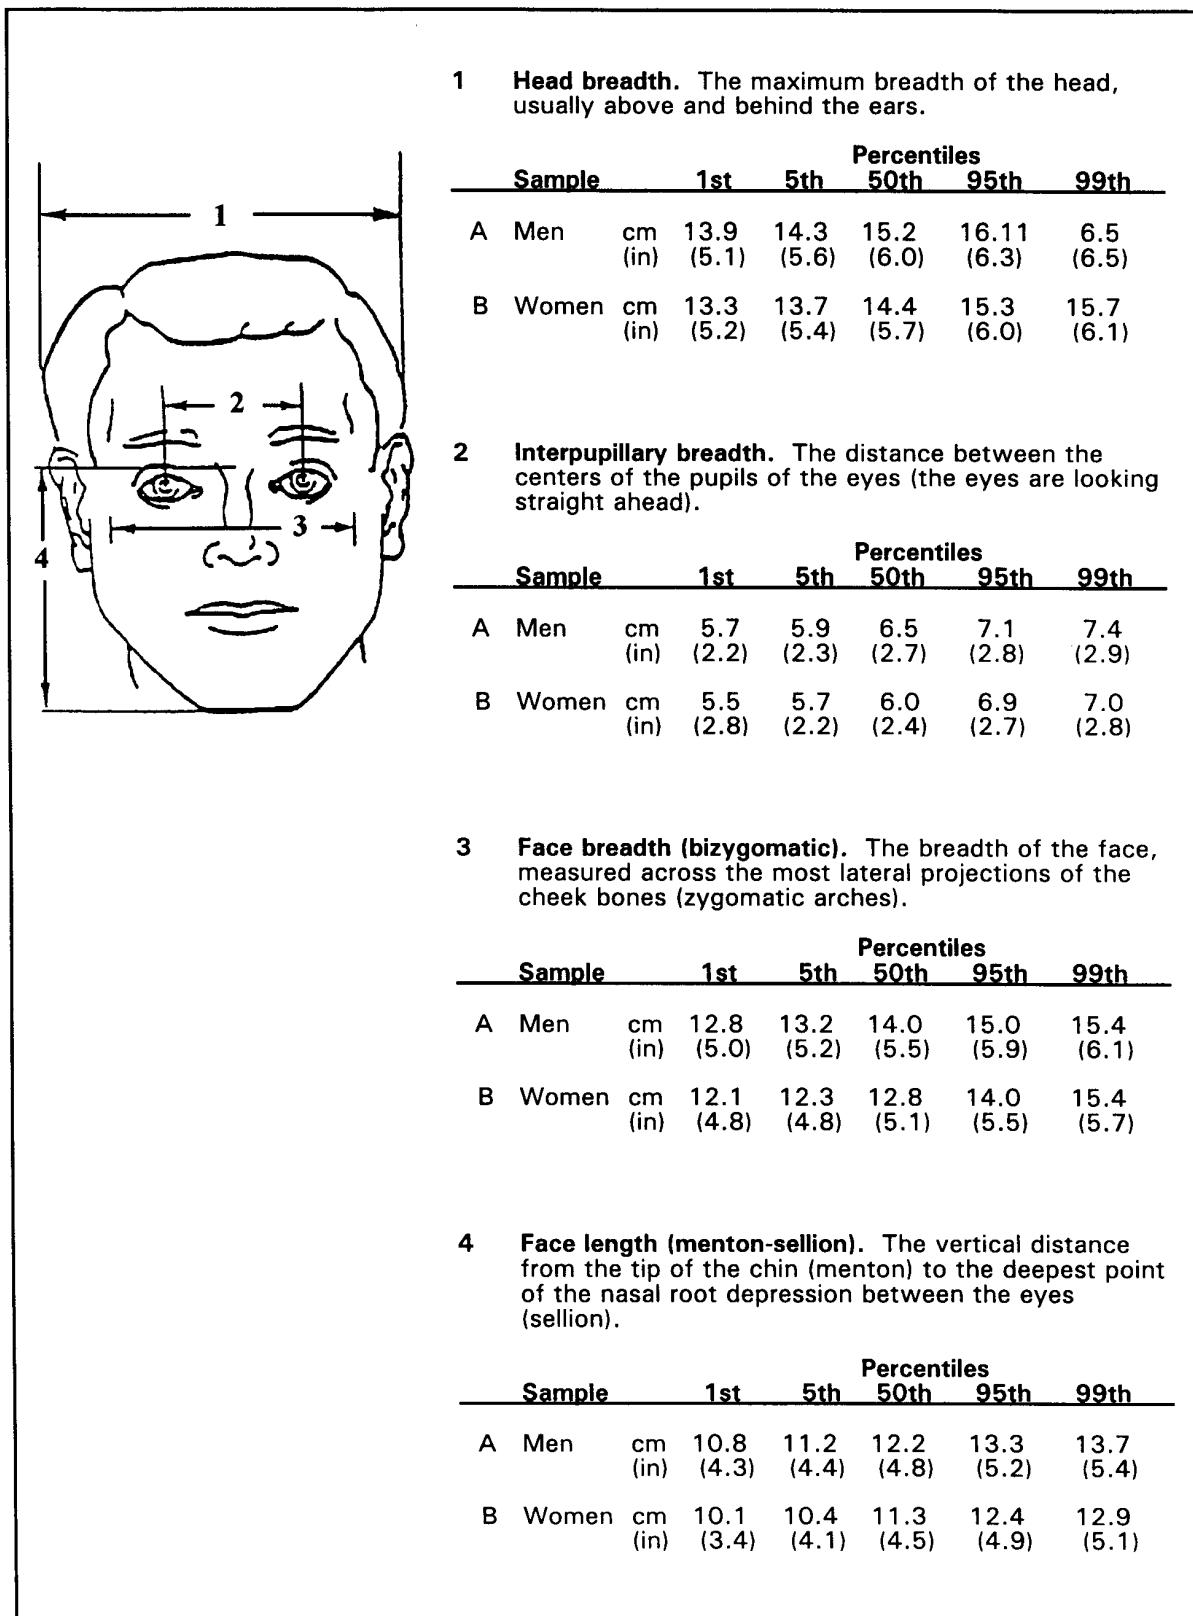 1 Head breadth. The maximum breadth of the head,
usually above and behind the ears.
Percentiles
Sample 1st 5th 50th 95th 99th
A Men cm 13.9 14.3 15.2 16.11 6.5
(in) (5.1) (5.6) (6.0) (6.3) (6.5)
B Women cm 13.3 13.7 14.4 15.3 15.7
(in) (5.2) (5.4) (5.7) (6.0) (6.1)
1
2
3
4
2 Interpupillary breadth. The distance between the
centers of the pupils of the eyes (the eyes are looking
straight ahead).
Percentiles
Sample 1st 5th 50th 95th 99th
A Men cm 5.7 5.9 6.5 7.1 7.4
(in) (2.2) (2.3) (2.7) (2.8) (2.9)
B Women cm 5.5 5.7 6.0 6.9 7.0
(in) (2.8) (2.2) (2.4) (2.7) (2.8)
3 Face breadth (bizygomatic). The breadth of the face,
measured across the most lateral projections of the
cheek bones (zygomatic arches).
Percentiles
Sample 1st 5th 50th 95th 99th
A Men cm 12.8 13.2 14.0 15.0 15.4
(in) (5.0) (5.2) (5.5) (5.9) (6.1)
B Women cm 12.1 12.3 12.8 14.0 15.4
(in) (4.8) (4.8) (5.1) (5.5) (5.7)
4 Face length (menton-sellion). The vertical distance
from the tip of the chin (menton) to the deepest point
of the nasal root depression between the eyes
(sellion).
Percentiles
Sample 1st 5th 50th 95th 99th
A Men cm 10.8 11.2 12.2 13.3 13.7
(in) (4.3) (4.4) (4.8) (5.2) (5.4)
B Women cm 10.1 10.4 11.3 12.4 12.9
(in) (3.4) (4.1) (4.5) (4.9) (5.1)